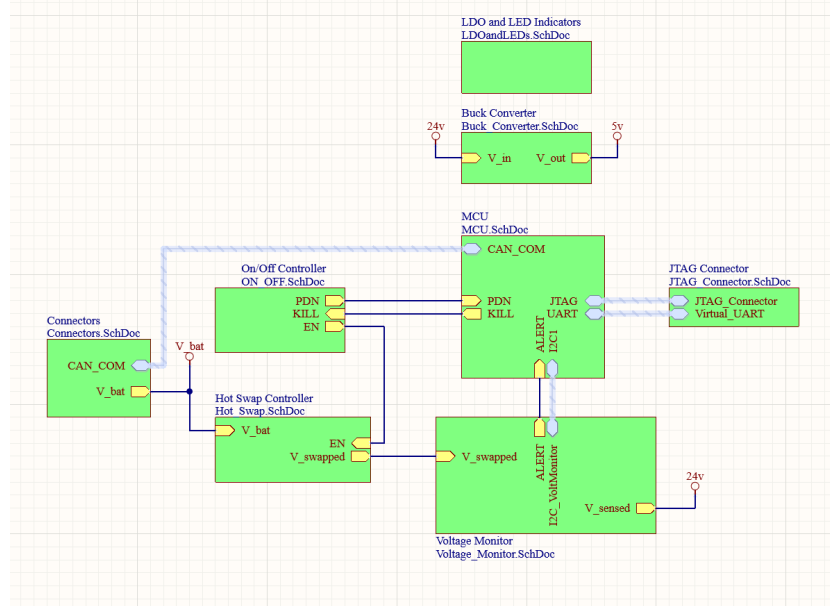 LDO and LED Indicators
LDOandLEDs.SchDoc
Buck Converter
Buck_Converter.SchDoc
24v
5v
V_in
V_out
MCU
MCU.SchDoc
CAN_COM
PDN
KILL
JTAG
UART
ALERT
I2C1
JTAG Connector
JTAG_Connector.SchDoc
JTAG_Connector
Virtual_UART
On/Off Controller
ON_OFF.SchDoc
PDN
KILL
EN
Connectors
Connectors.SchDoc
CAN_COM
V_bat
V_bat
Hot Swap Controller
Hot_Swap.SchDoc
V_bat
EN
V_swapped
V_swapped
ALERT
I2C_VoltMonitor
V_sensed
24v
Voltage Monitor
Voltage_Monitor.SchDoc